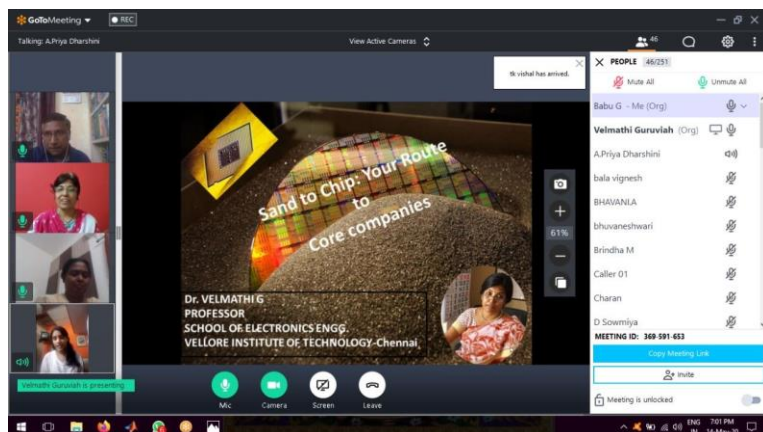 GoToMeeting
REC
Talking: A.Priya Dharshini
View Active Cameras
46
tk vishal has arrived.
Sand to Chip: Your Route
to
Core companies
Dr. VELMATHI G
PROFESSOR
SCHOOL OF ELECTRONICS ENGG.
VELLORE INSTITUTE OF TECHNOLOGY-Chennai
61%
Velmathi Guruviah is presenting
Mic
Camera
Screen
Leave
PEOPLE 46/251
Mute All
Unmute All
Babu G - Me (Org)
Velmathi Guruviah (Org)
A.Priya Dharshini
bala vignesh
BHAVANI.A
bhuvaneshwari
Brindha M
Caller 01
Charan
D Sowmiya
MEETING ID: 369-591-653
Copy Meeting Link
Invite
Meeting is unlocked
ENG
7:01 PM
IN
14-May-20